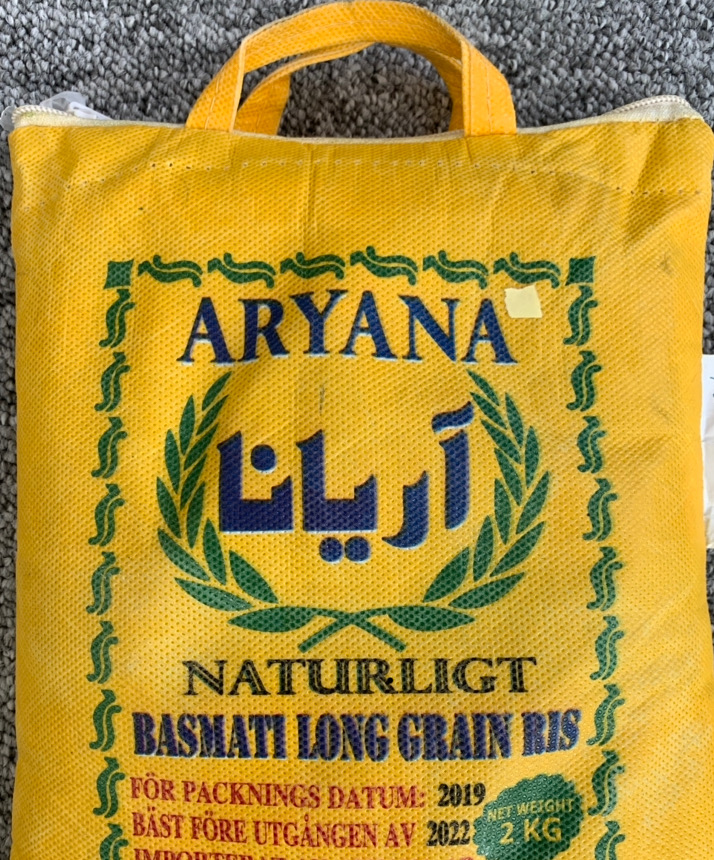 ARYANA
آریانا
NATURLIGT
BASMATI LONG GRAIN RIS
FÖR PACKNINGS DATUM: 2019
BÄST FÖRE UTGÅNGEN AV 2022
NET WEIGHT
2 KG